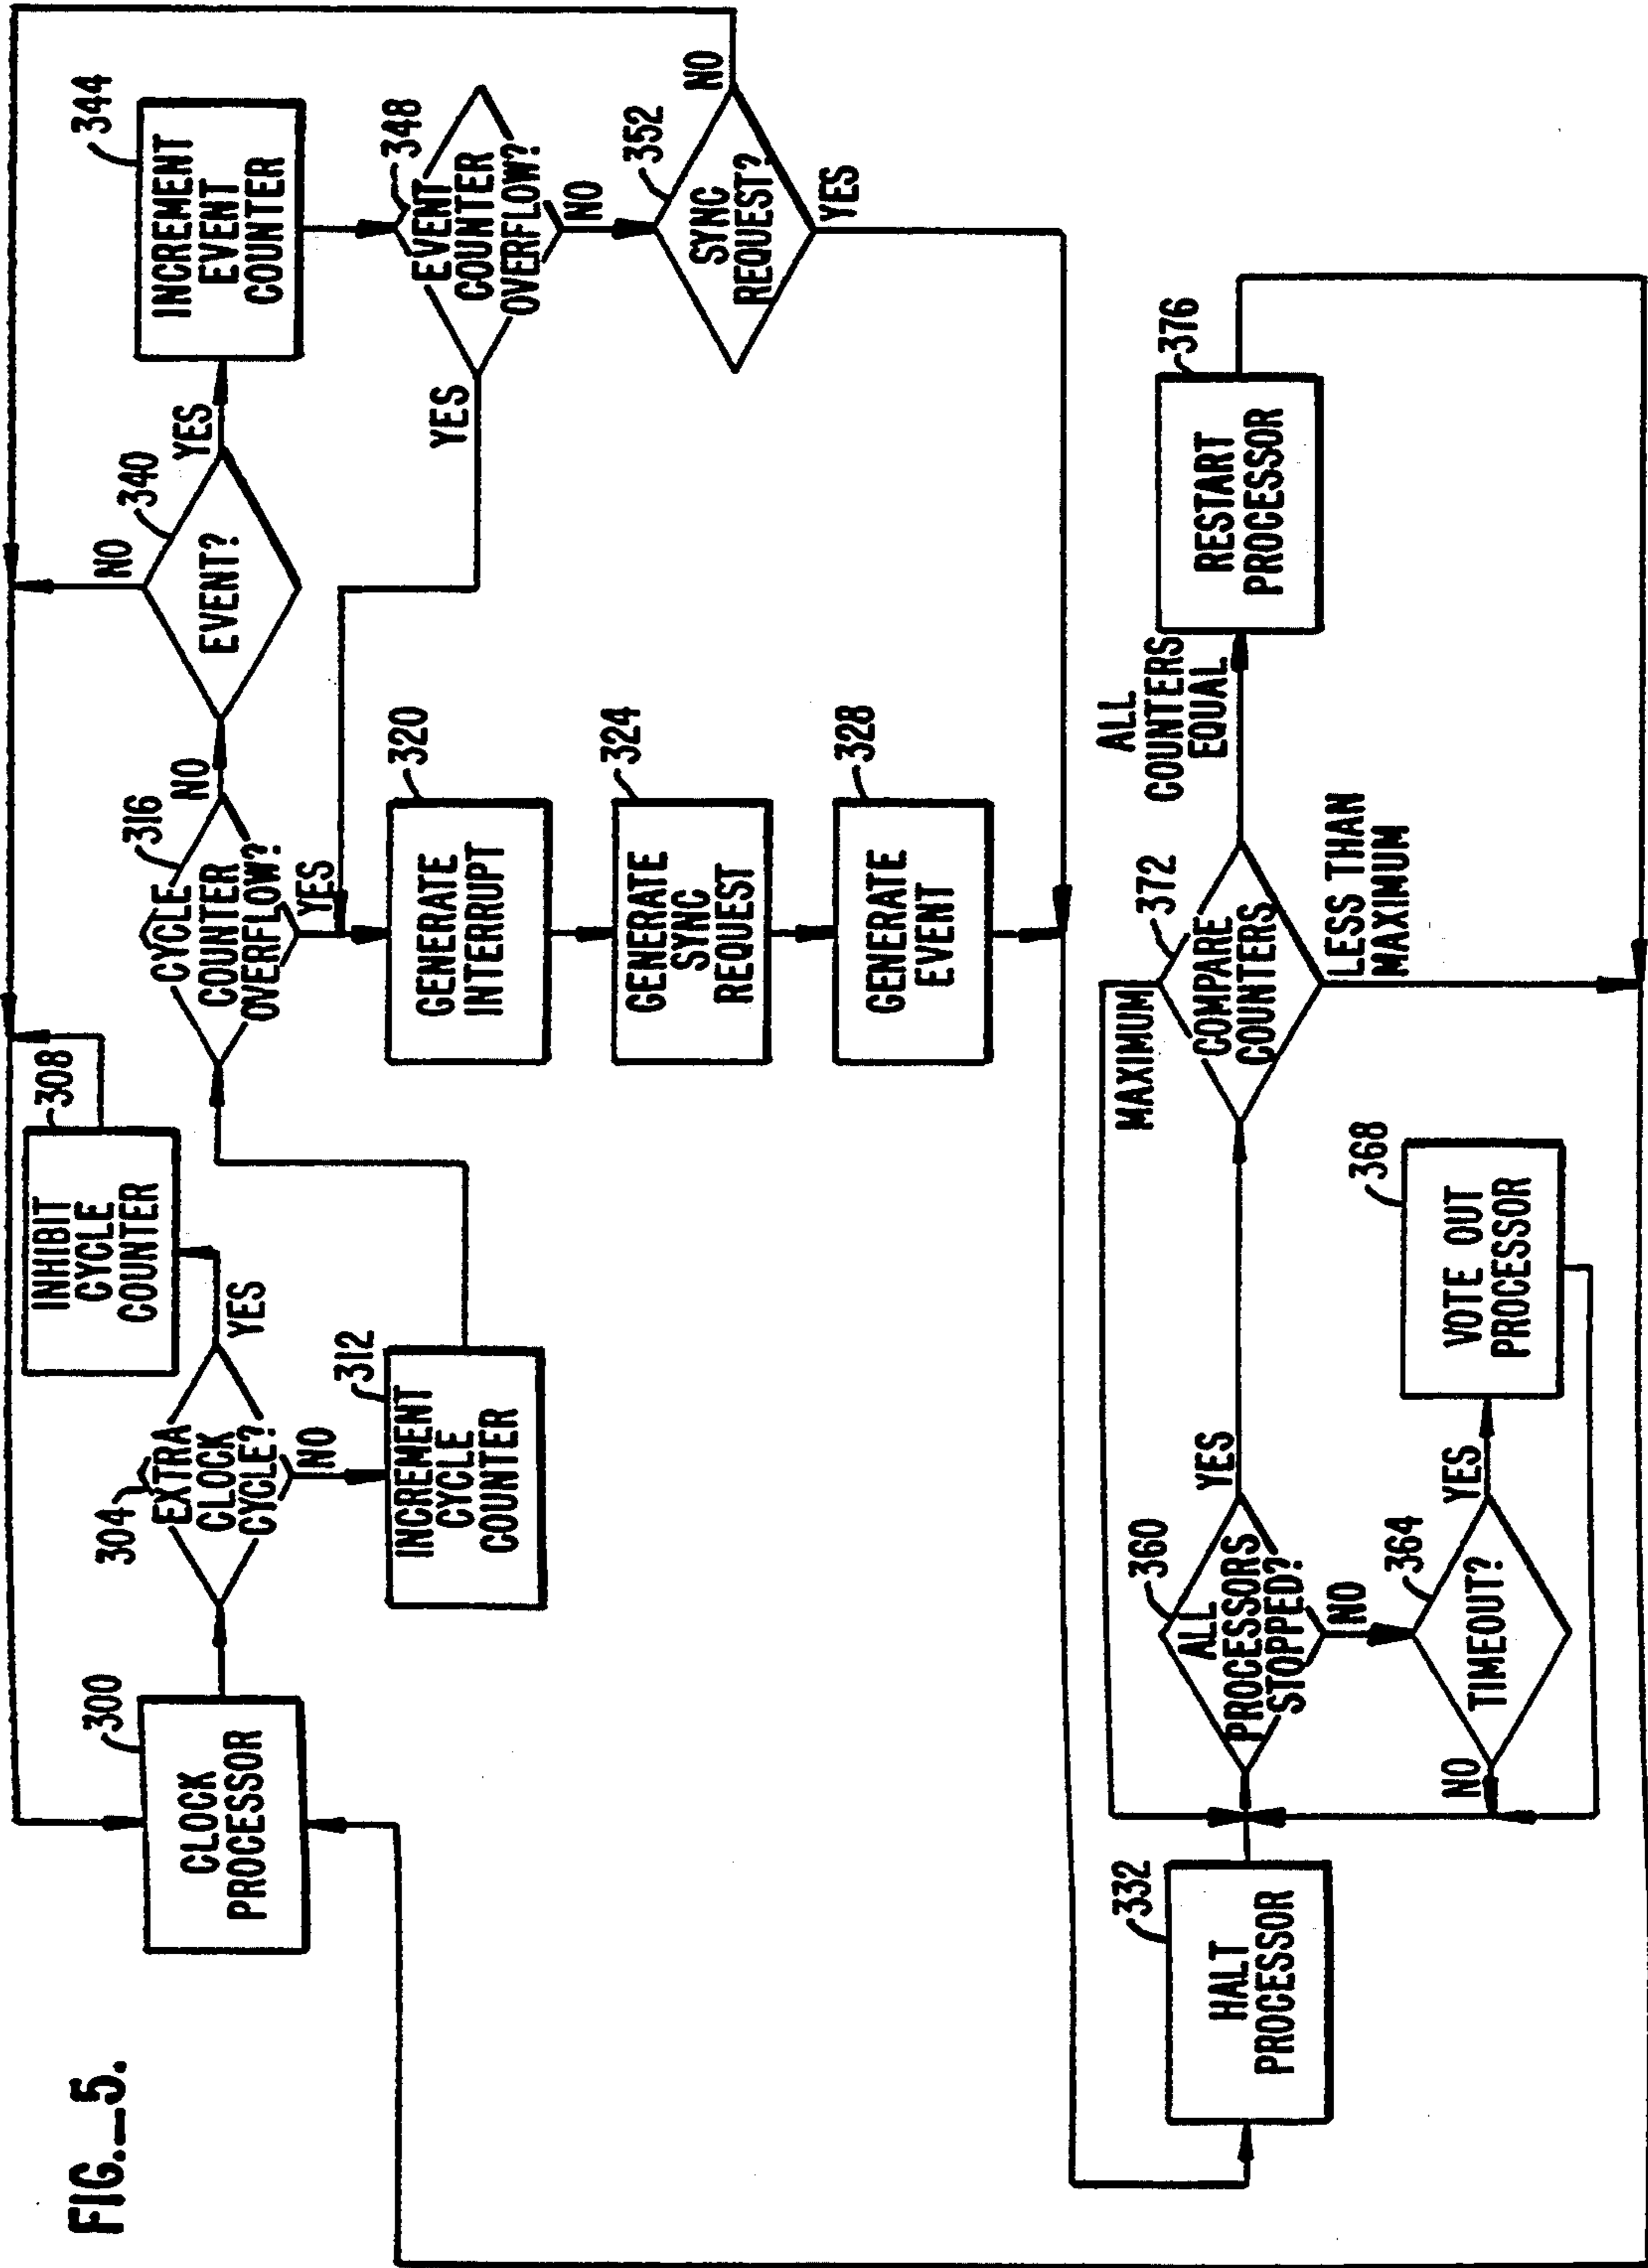 FIG._5.
300
CLOCK
PROCESSOR
304
EXTRA
CLOCK
CYCLE?
YES
NO
INHIBIT
CYCLE
COUNTER
308
312
INCREMENT
CYCLE
COUNTER
316
CYCLE
COUNTER
OVERFLOW?
NO
YES
320
GENERATE
INTERRUPT
324
GENERATE
SYNC
REQUEST
328
GENERATE
EVENT
340
EVENT?
NO
YES
344
INCREMENT
EVENT
COUNTER
348
EVENT
COUNTER
OVERFLOW?
YES
NO
352
SYNC
REQUEST?
NO
YES
332
HALT
PROCESSOR
360
ALL
PROCESSORS
STOPPED?
YES
NO
364
TIMEOUT?
YES
NO
368
VOTE OUT
PROCESSOR
372
COMPARE
COUNTERS
MAXIMUM
LESS THAN
MAXIMUM
ALL
COUNTERS
EQUAL
376
RESTART
PROCESSOR